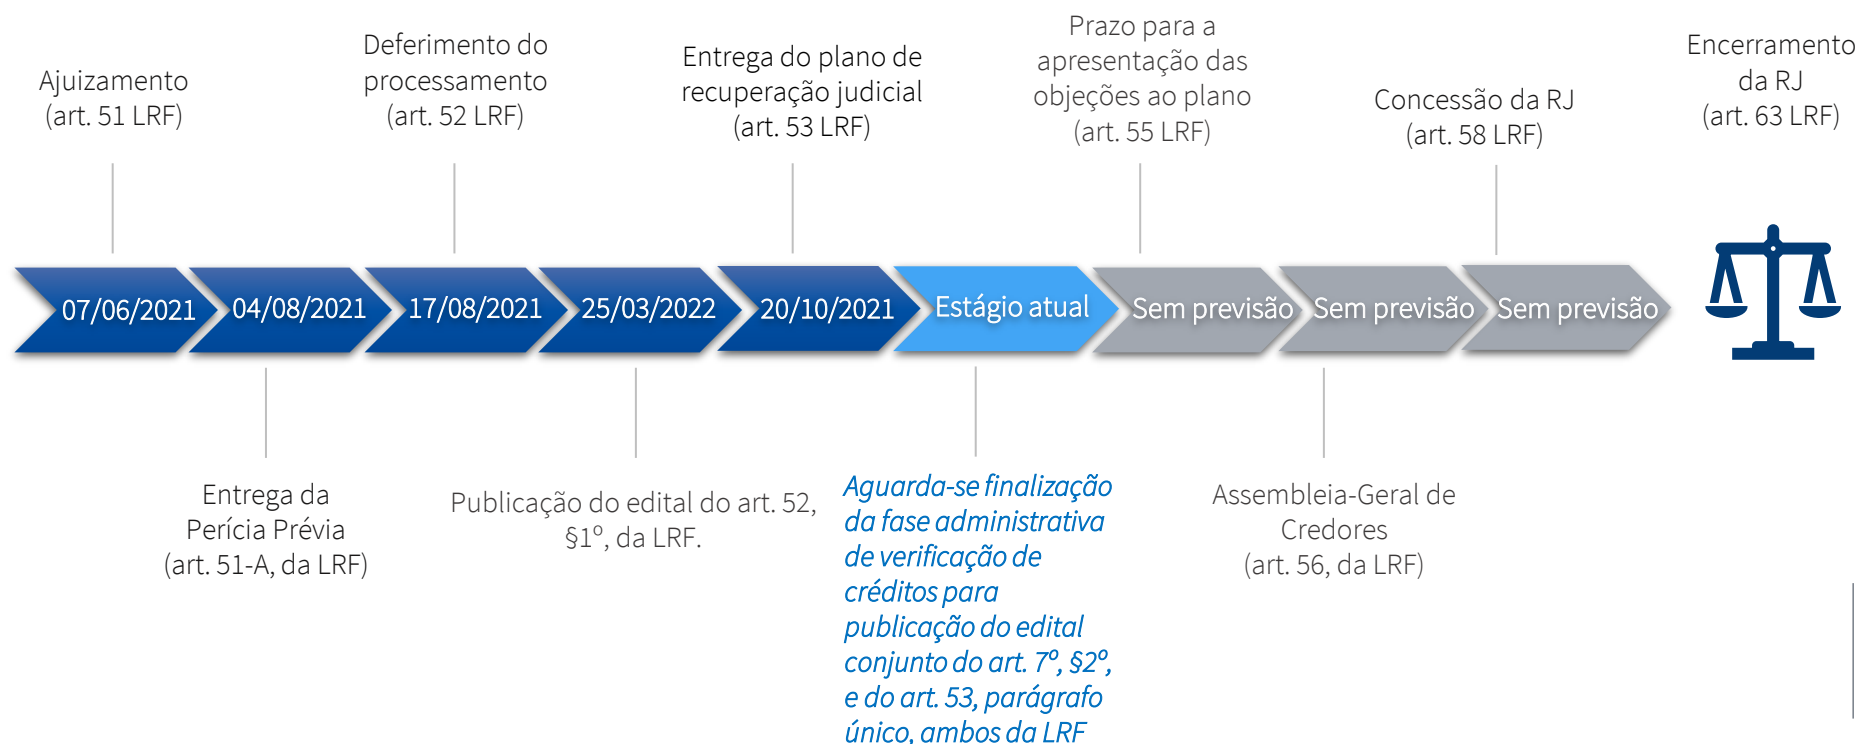 Ajuizamento
(art. 51 LRF)
Deferimento do
processamento
(art. 52 LRF)
Entrega do plano de
recuperação judicial
(art. 53 LRF)
Prazo para a
apresentação das
objeções ao plano
(art. 55 LRF)
Concessão da RJ
(art. 58 LRF)
Encerramento
da RJ
(art. 63 LRF)
07/06/2021
04/08/2021
17/08/2021
25/03/2022
20/10/2021
Estágio atual
Sem previsão
Sem previsão
Sem previsão
Entrega da
Perícia Prévia
(art. 51-A, da LRF)
Publicação do edital do art. 52,
§1º, da LRF.
Aguarda-se finalização
da fase administrativa
de verificação de
créditos para
publicação do edital
conjunto do art. 7º, §2º,
e do art. 53, parágrafo
único, ambos da LRF
Assembleia-Geral de
Credores
(art. 56, da LRF)